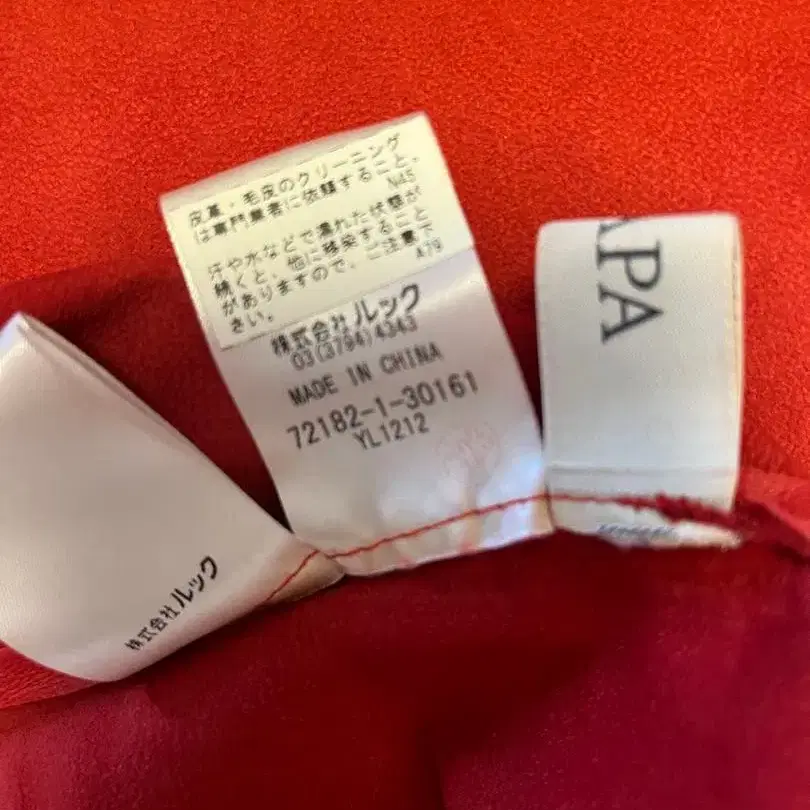 皮革・毛皮のクリーニング
は専門業者に依頼すること。
N45
汗や水などで濡れた状態が
続くと、他に移染すること
がありますので、ご注意下
さい。
479
株式会社ルック
03(3794)4343
MADE IN CHINA
72182-1-30161
YL1212
株式会社ルック
APA